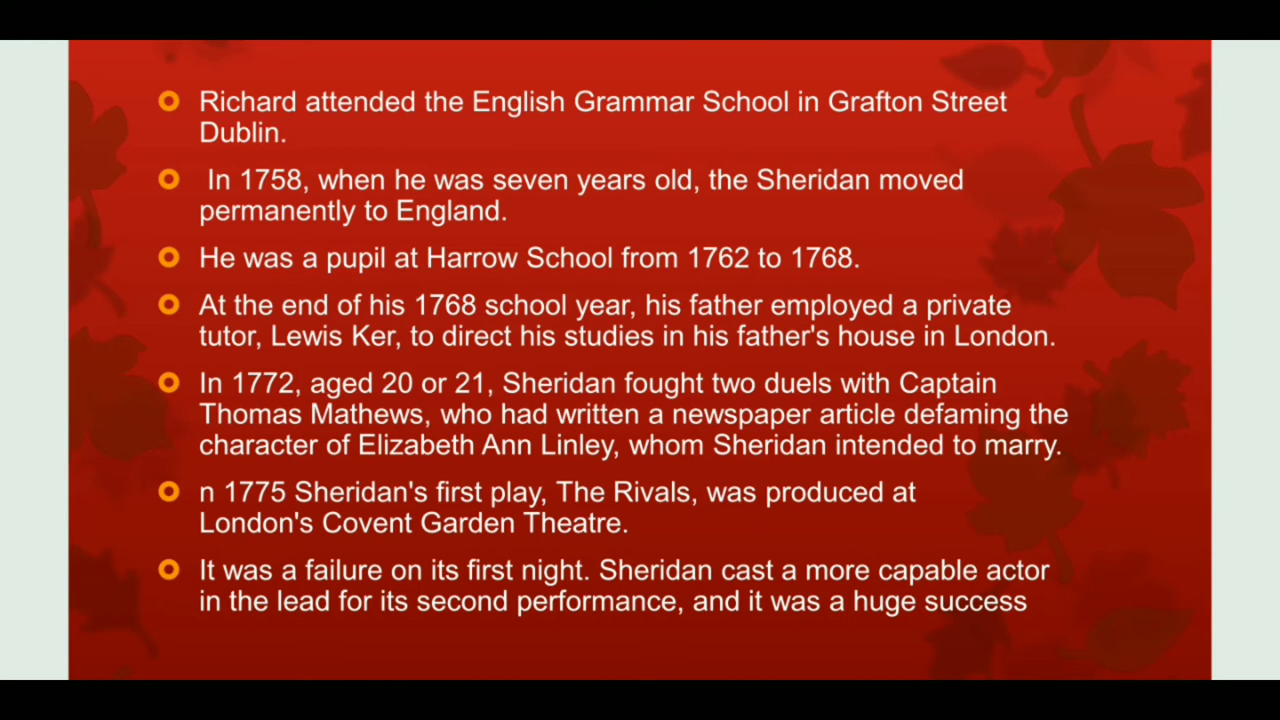 Richard attended the English Grammar School in Grafton Street
Dublin.
In 1758, when he was seven years old, the Sheridan moved
permanently to England.
He was a pupil at Harrow School from 1762 to 1768.
At the end of his 1768 school year, his father employed a private
tutor, Lewis Ker, to direct his studies in his father's house in London.
In 1772, aged 20 or 21, Sheridan fought two duels with Captain
Thomas Mathews, who had written a newspaper article defaming the
character of Elizabeth Ann Linley, whom Sheridan intended to marry.
n 1775 Sheridan's first play, The Rivals, was produced at
London's Covent Garden Theatre.
It was a failure on its first night. Sheridan cast a more capable actor
in the lead for its second performance, and it was a huge success